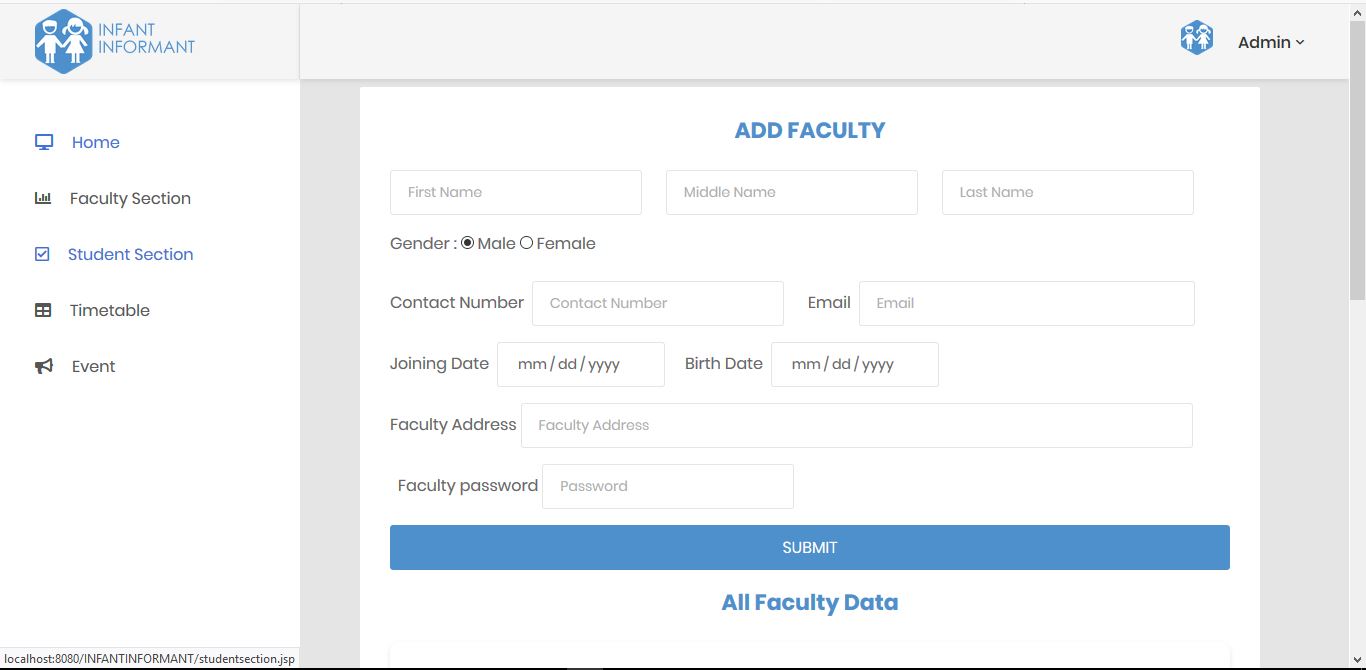 INFANT
INFORMANT
Admin
Home
Faculty Section
Student Section
Timetable
Event
ADD FACULTY
First Name Middle Name Last Name
Gender : Male Female
Contact Number Contact Number Email Email
Joining Date mm / dd / yyyy Birth Date mm / dd / yyyy
Faculty Address Faculty Address
Faculty password Password
SUBMIT
All Faculty Data
localhost:8080/INFANTINFORMANT/studentsection.jsp